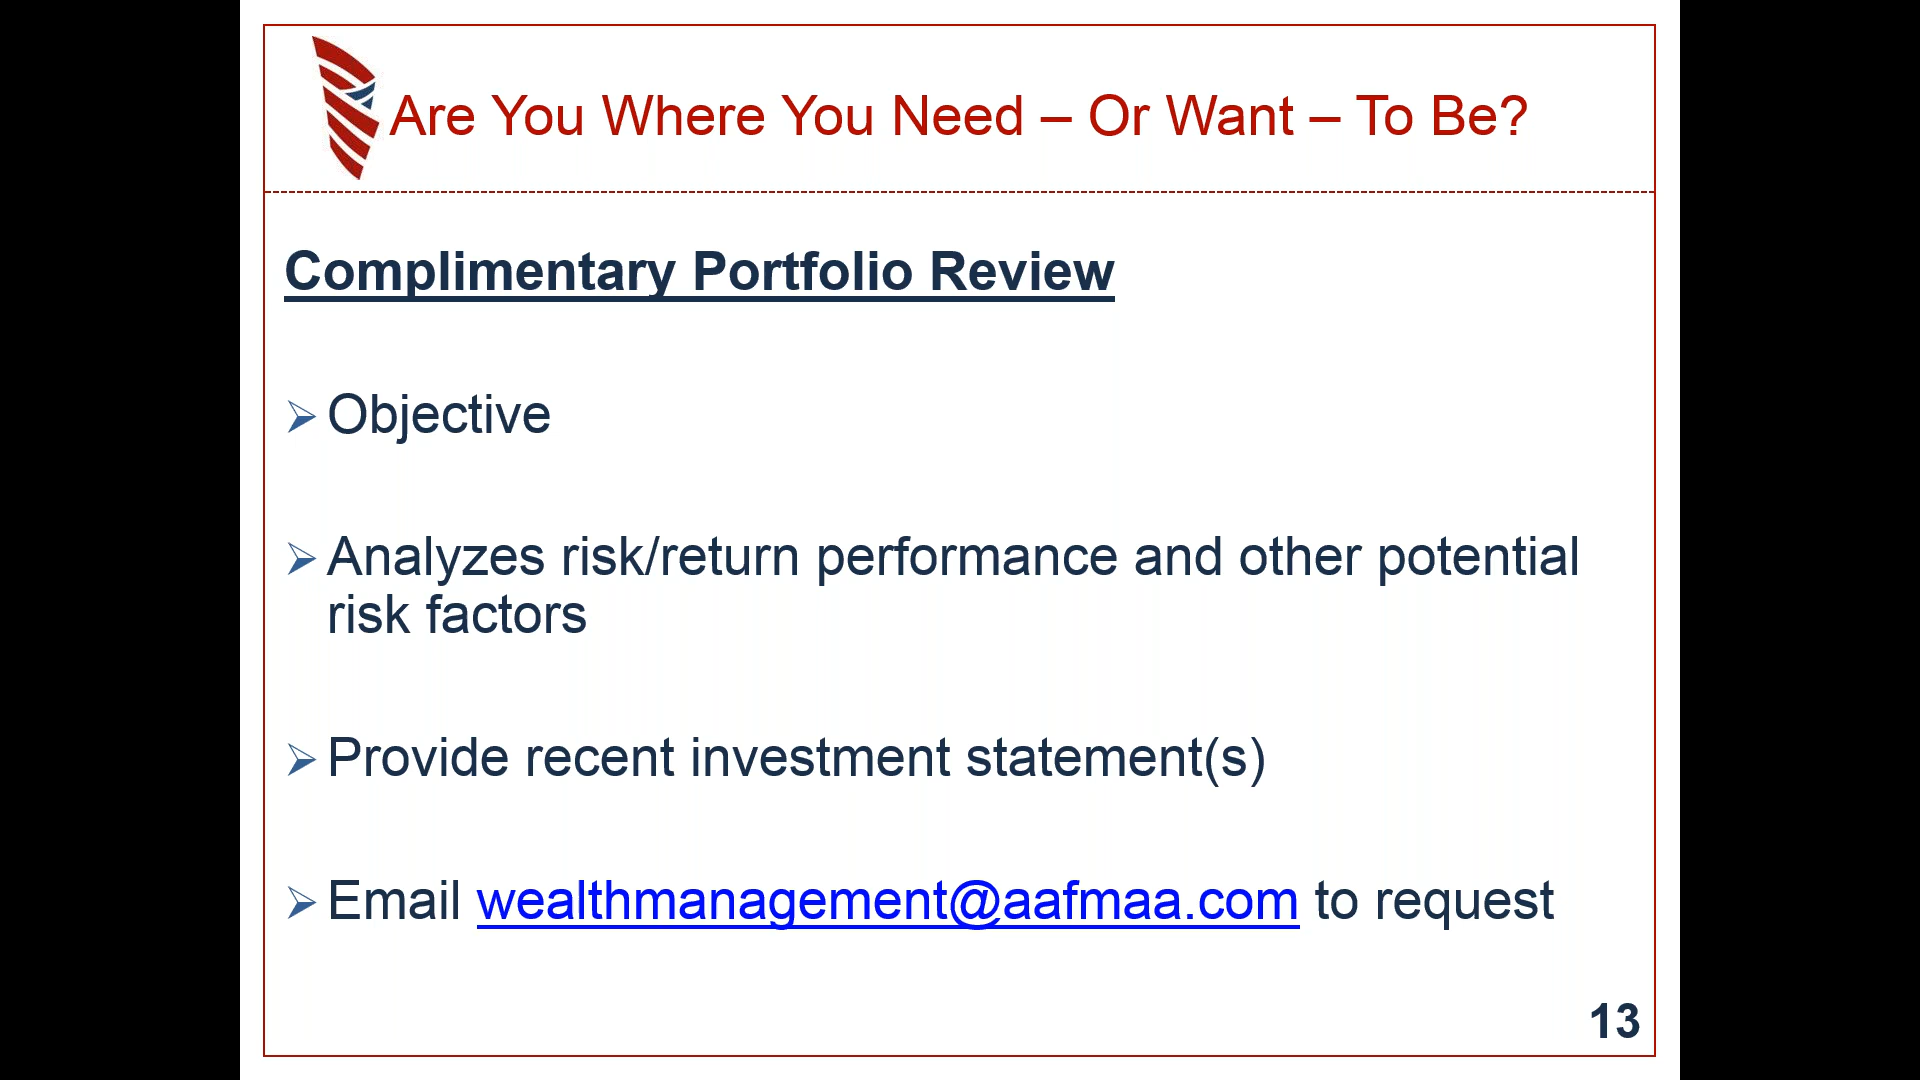 Are You Where You Need – Or Want – To Be?
Complimentary Portfolio Review
Objective
Analyzes risk/return performance and other potential
risk factors
Provide recent investment statement(s)
Email wealthmanagement@aafmaa.com to request
13